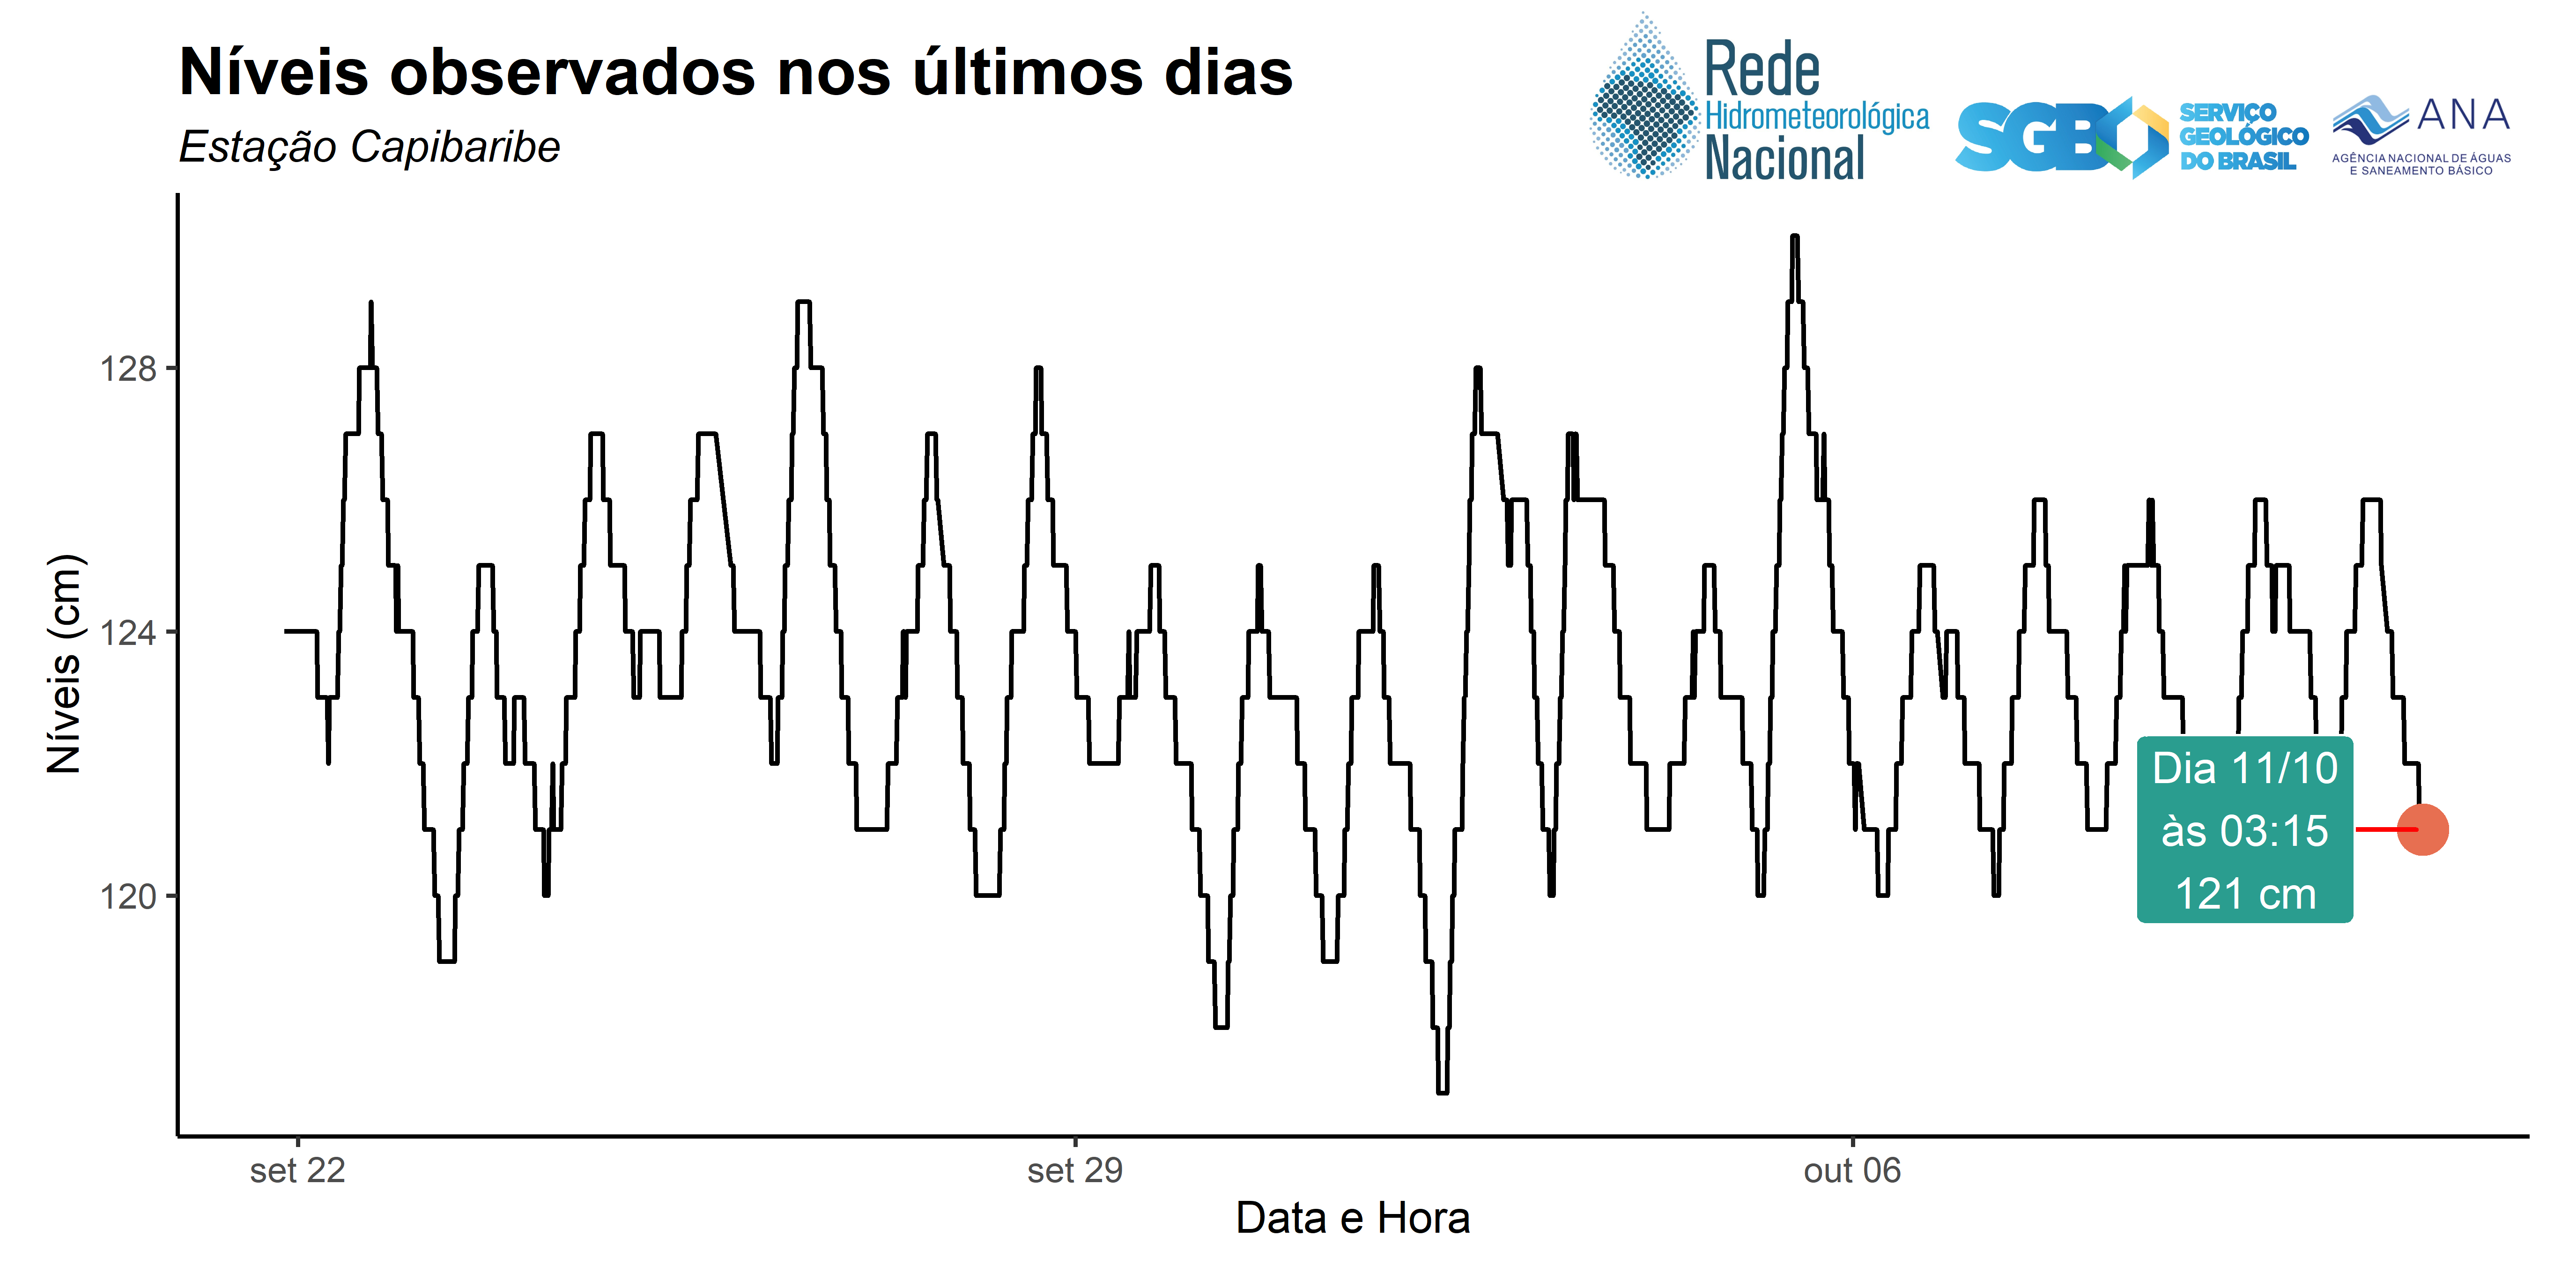 Níveis observados nos últimos dias
Estação Capibaribe
Rede
Hidrometeorológica
Nacional
SGB
SERVIÇO
GEOLÓGICO
DO BRASIL
ANA
AGÊNCIA NACIONAL DE ÁGUAS
E SANEAMENTO BÁSICO
Níveis (cm)
128
124
120
Dia 11/10
às 03:15
121 cm
set 22
set 29
out 06
Data e Hora